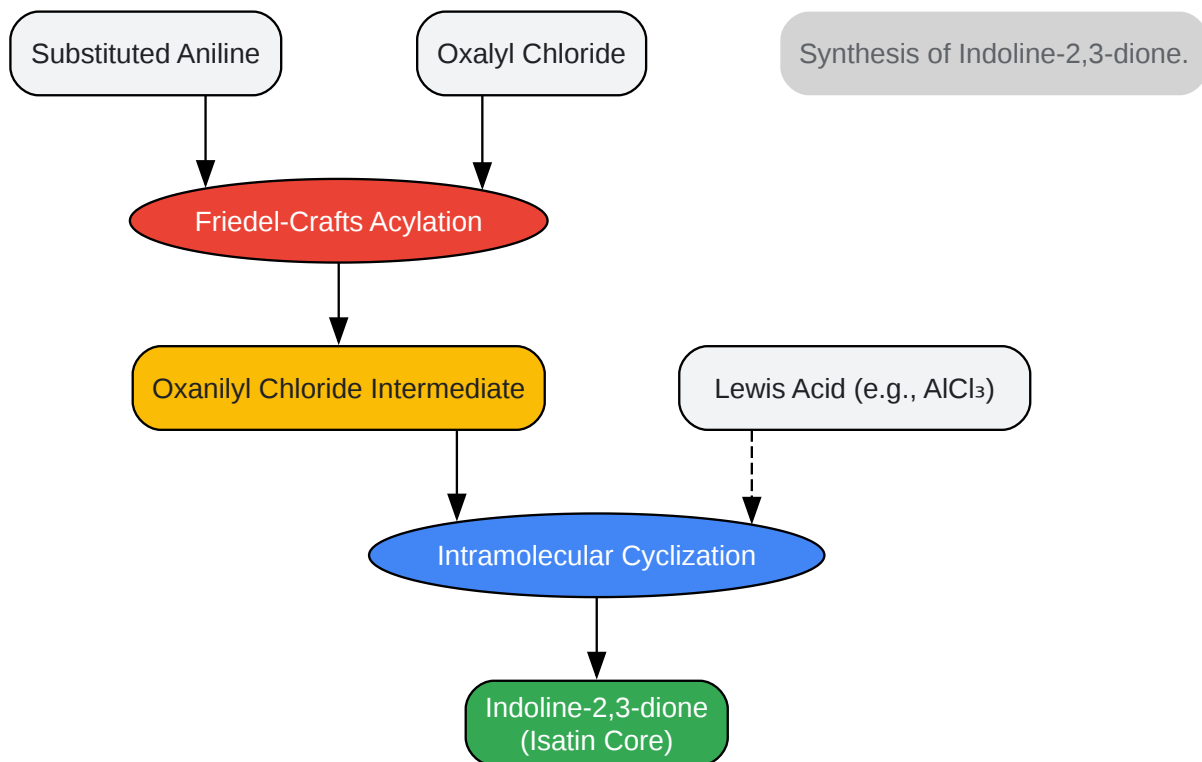 Substituted Aniline
Oxalyl Chloride
Synthesis of Indoline-2,3-dione.
Friedel-Crafts Acylation
Oxanilyl Chloride Intermediate
Lewis Acid (e.g., AlCl₃)
Intramolecular Cyclization
Indoline-2,3-dione
(Isatin Core)